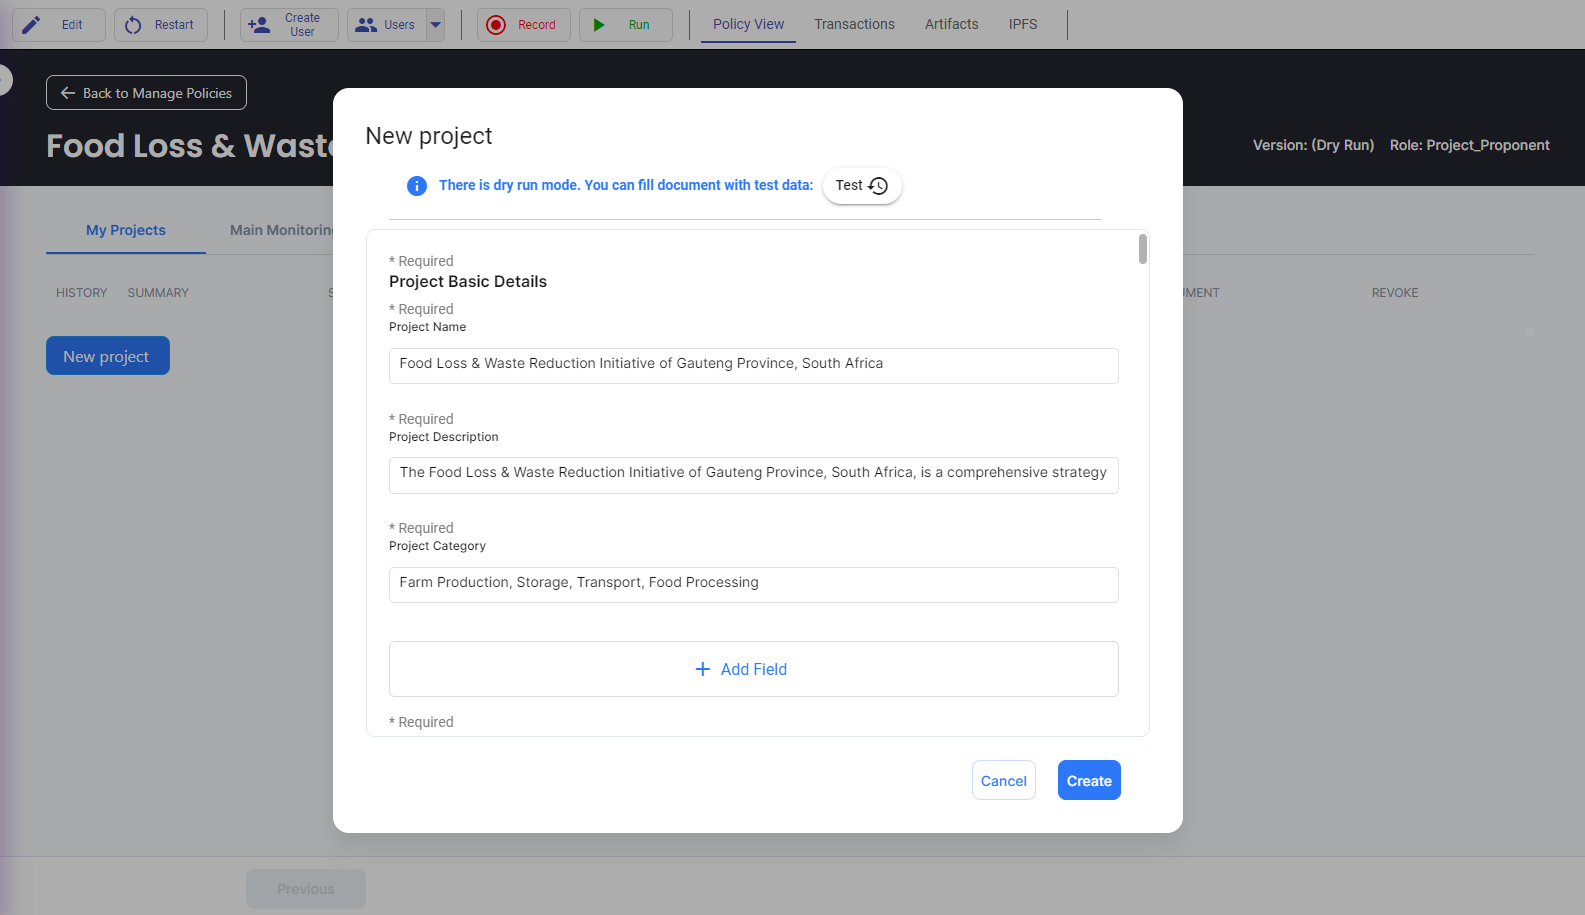 Edit
Restart
Create
User
Users
Record
Run
Policy View
Transactions
Artifacts
IPFS
Back to Manage Policies
Food Loss & Waste
Version: (Dry Run)
Role: Project_Proponent
My Projects
Main Monitoring
HISTORY
SUMMARY
REVOKE
New project
New project
There is dry run mode. You can fill document with test data:
Test
* Required
Project Basic Details
* Required
Project Name
Food Loss & Waste Reduction Initiative of Gauteng Province, South Africa
* Required
Project Description
The Food Loss & Waste Reduction Initiative of Gauteng Province, South Africa, is a comprehensive strategy
* Required
Project Category
Farm Production, Storage, Transport, Food Processing
Add Field
* Required
Cancel
Create
Previous